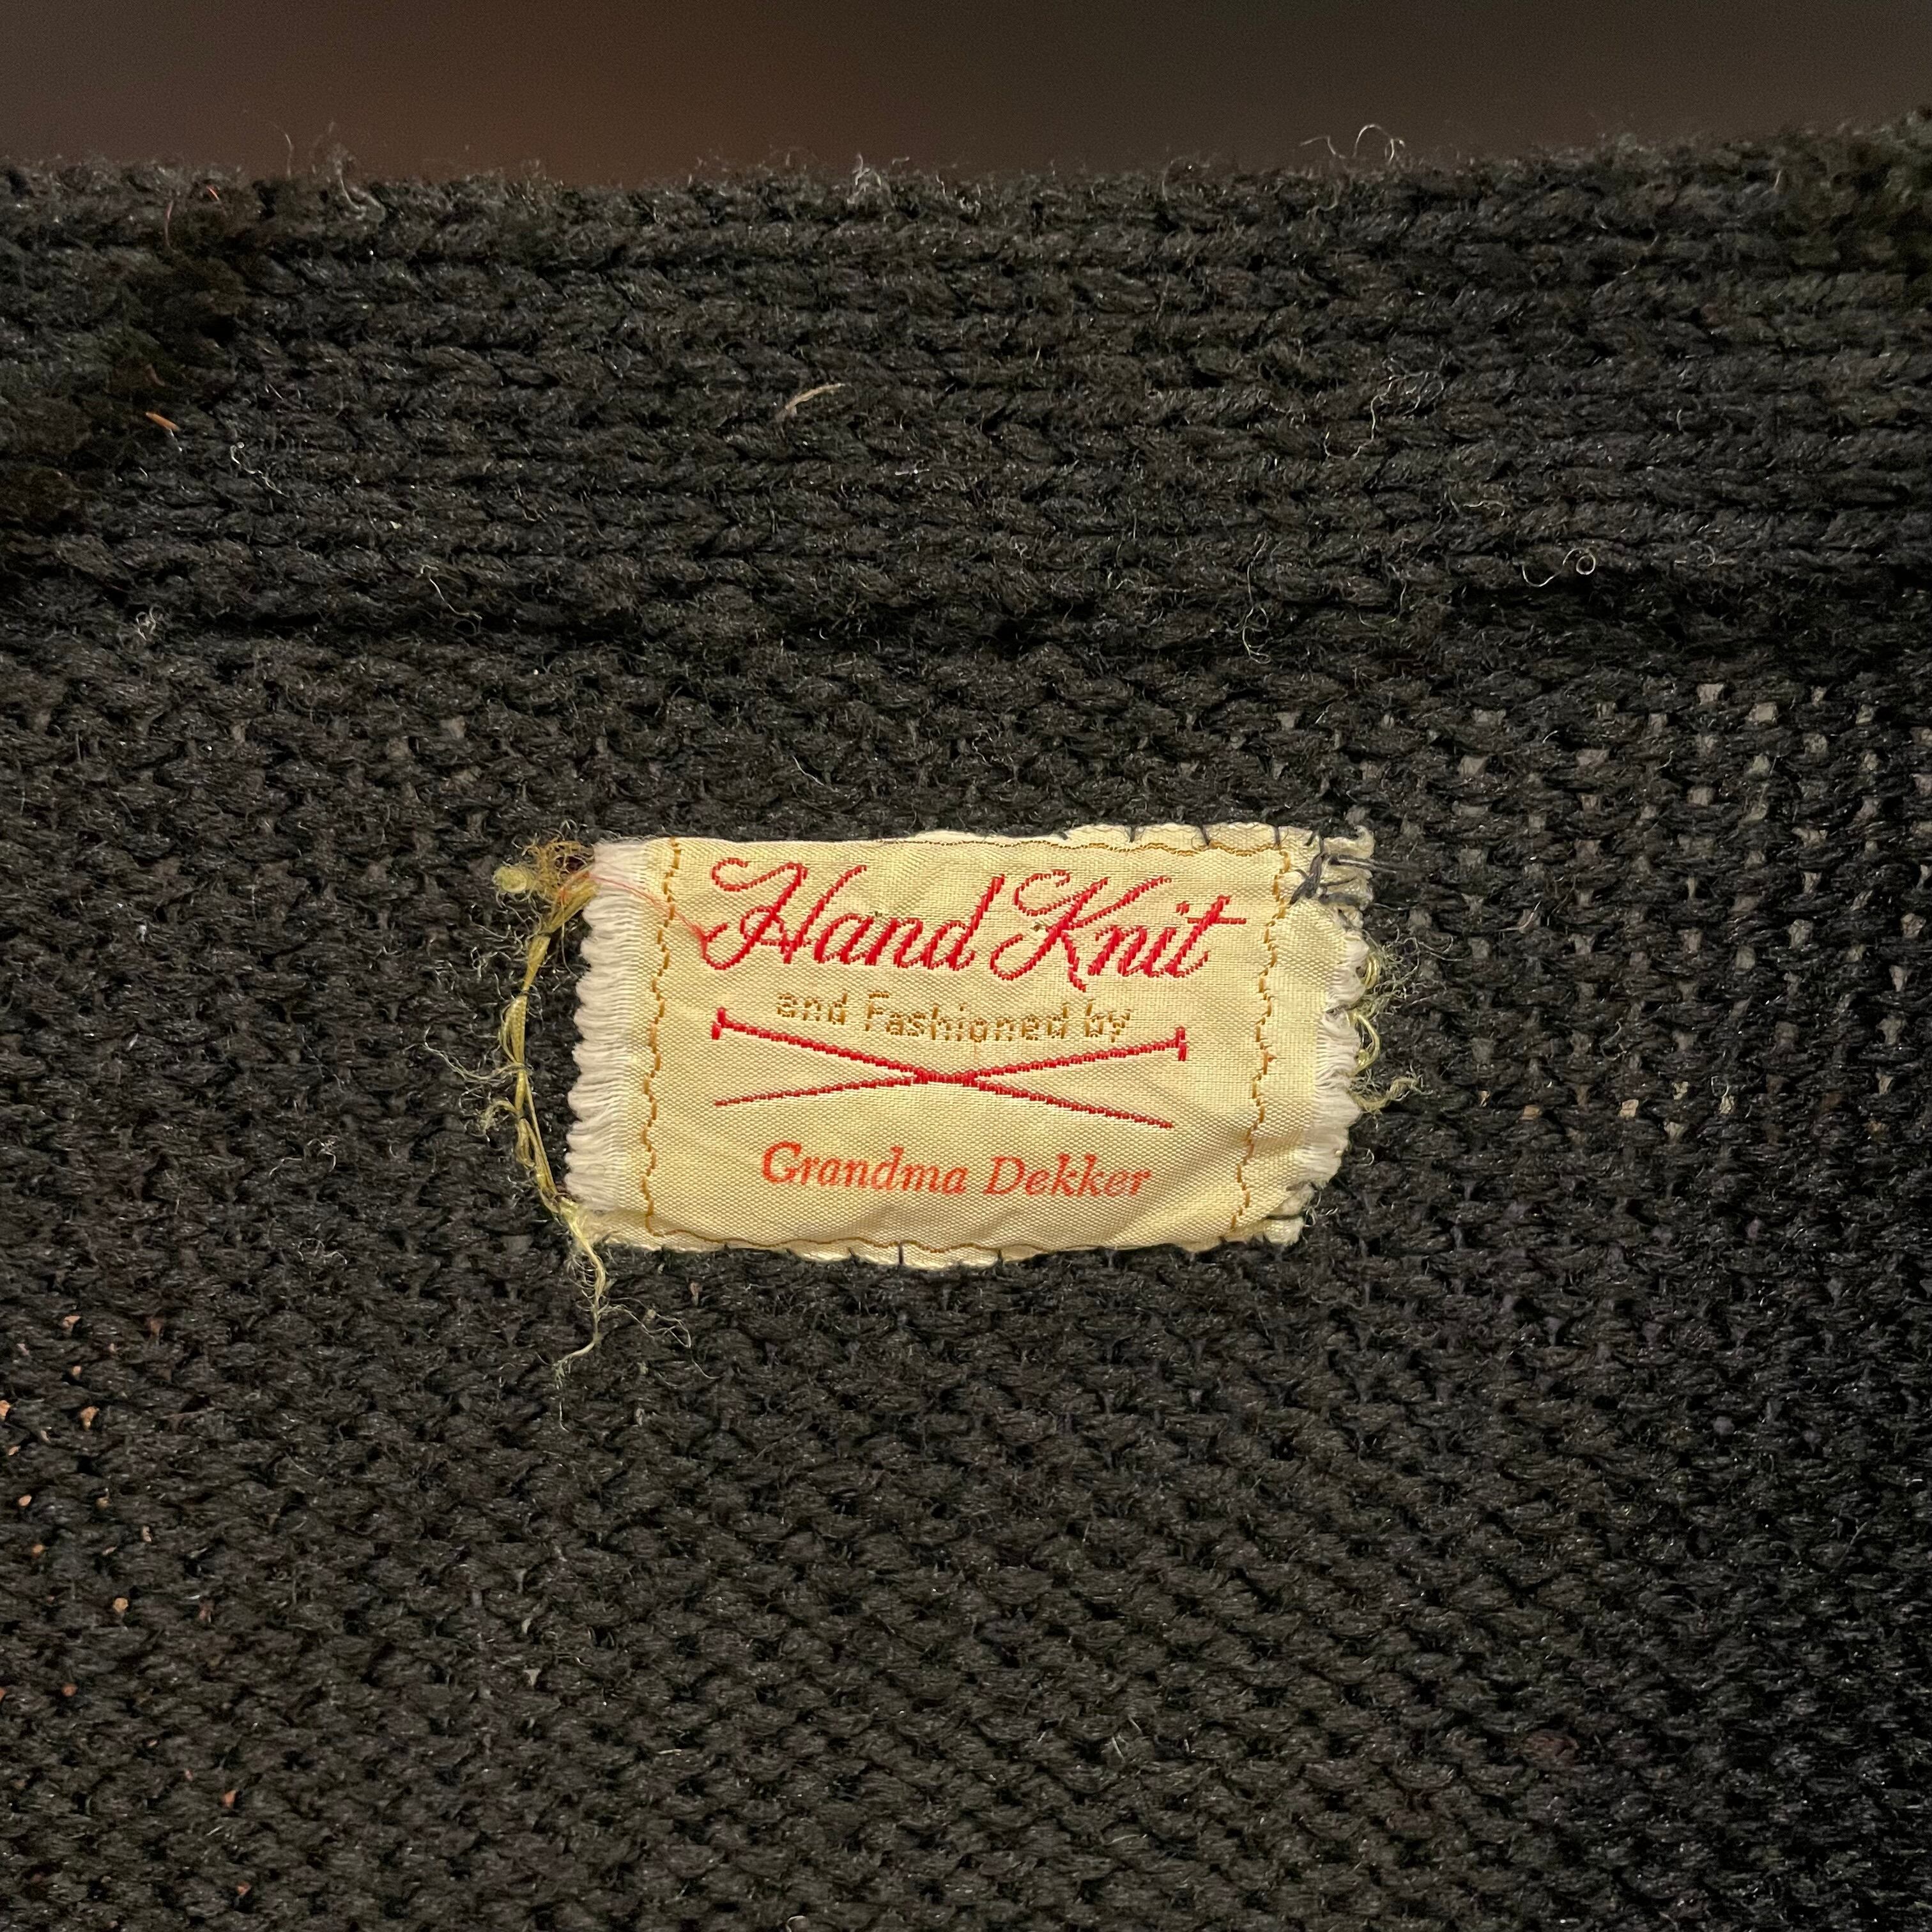 Hand Knit
and Fashioned by
Grandma Dekker